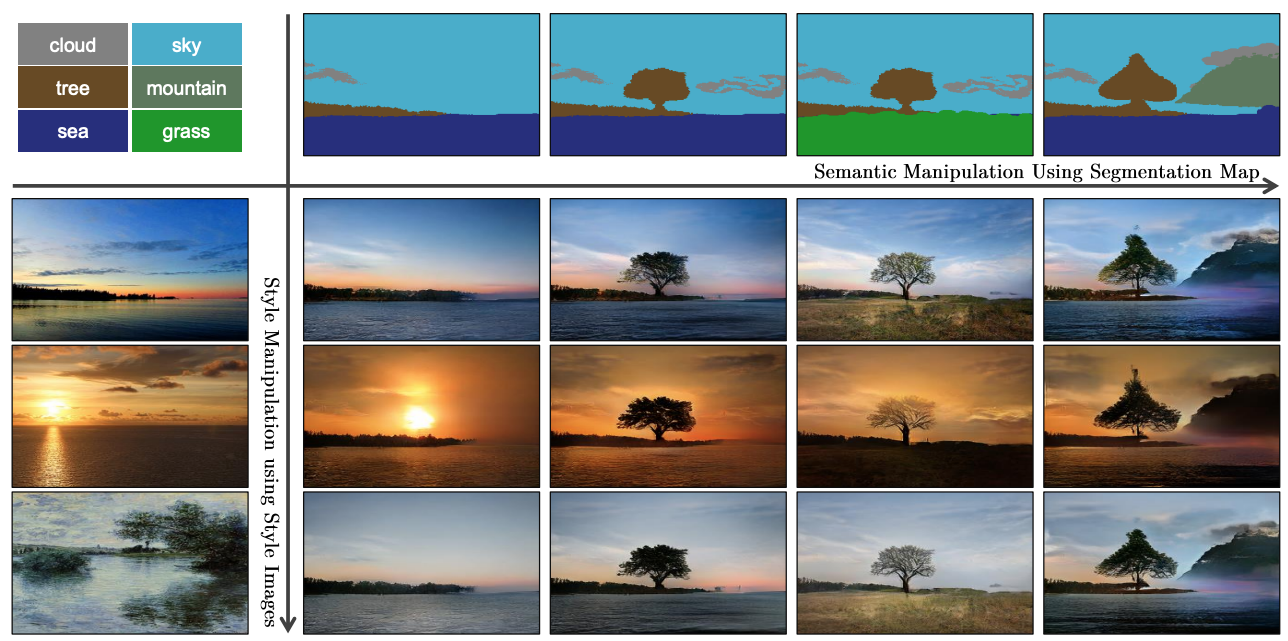 cloud
sky
tree
mountain
sea
grass
Semantic Manipulation Using Segmentation Map
Style Manipulation using Style Images